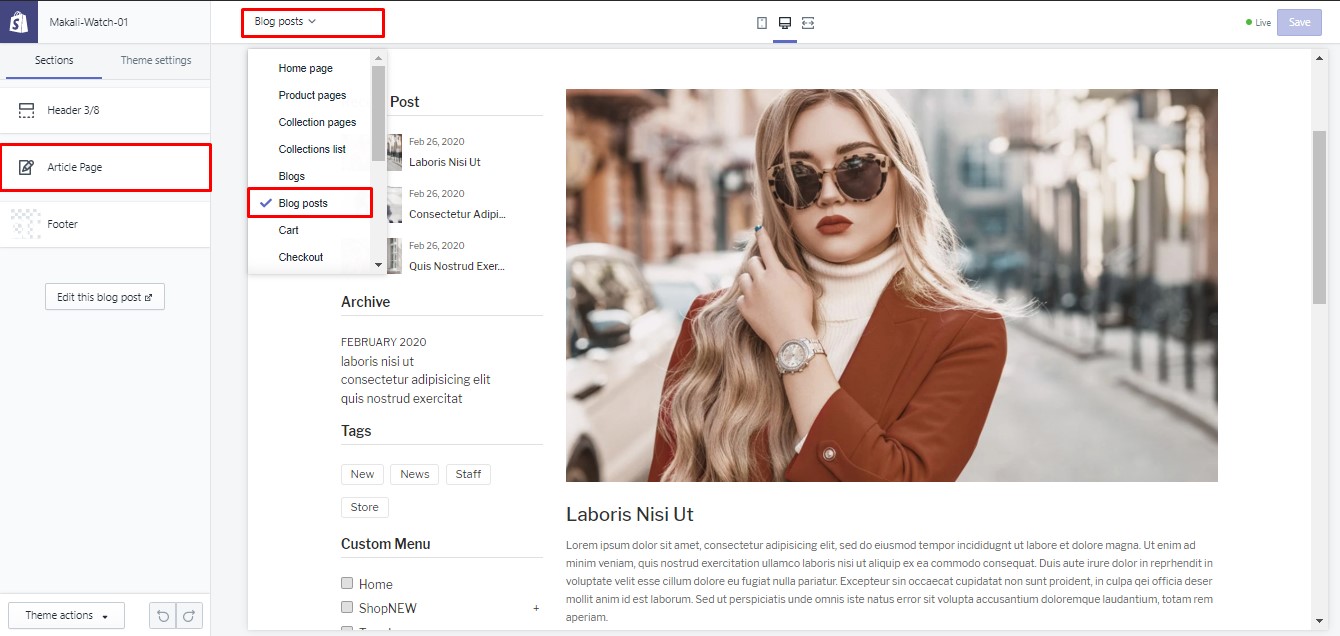 Makali-Watch-01
Blog posts
Live
Save
Sections
Theme settings
Header 3/8
Article Page
Footer
Edit this blog post
Theme actions
Home page
Product pages
Collection pages
Collections list
Blogs
Blog posts
Cart
Checkout
Post
Feb 26, 2020
Laboris Nisi Ut
Feb 26, 2020
Consectetur Adipi...
Feb 26, 2020
Quis Nostrud Exer...
Archive
FEBRUARY 2020
laboris nisi ut
consectetur adipisicing elit
quis nostrud exercitat
Tags
New
News
Staff
Store
Custom Menu
Home
ShopNEW +
Laboris Nisi Ut
Lorem ipsum dolor sit amet, consectetur adipisicing elit, sed do eiusmod tempor incididugnt ut labore et dolore magna. Ut enim ad
minim veniam, quis nostrud exercitation ullamco laboris nisi ut aliquip ex ea commodo consequat. Duis aute irure dolor in reprhendit in
voluptate velit esse cillum dolore eu fugiat nulla pariatur. Excepteur sin occaecat cupidatat non sunt proident, in culpa qei officia deser
mollit anim id est laborum. Sed ut perspiciatis unde omnis iste natus error sit volupta accusantium doloremque laudantium, totam rem
aperiam.